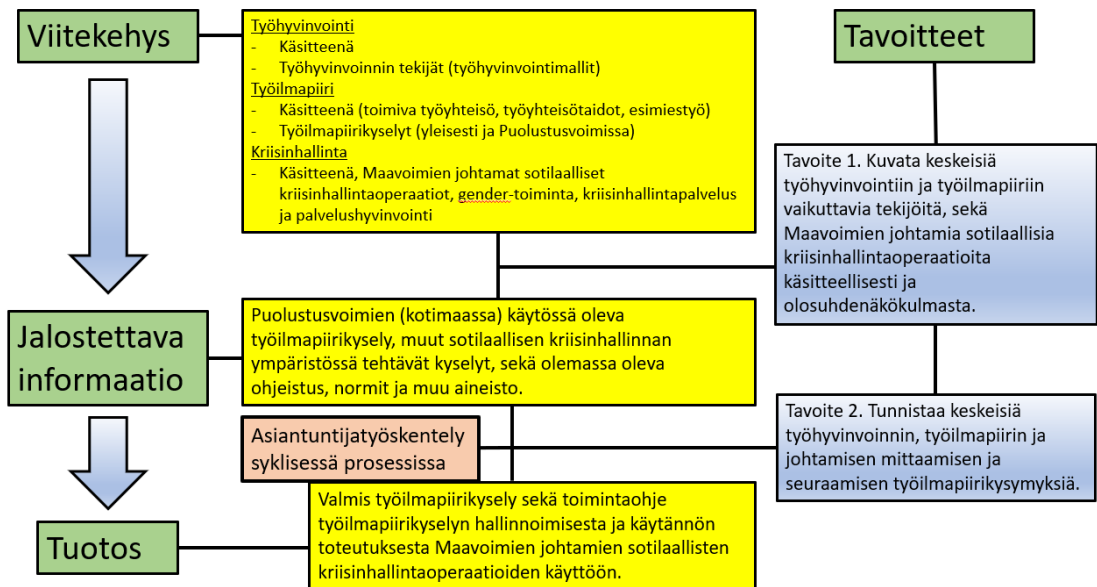 Viitekehys
Työhyvinvointi
- Käsitteenä
- Työhyvinvoinnin tekijät (työhyvinvointimallit)
Työilmapiiri
- Käsitteenä (toimiva työyhteisö, työyhteisötaidot, esimiestyö)
- Työilmapiirikyselyt (yleisesti ja Puolustusvoimissa)
Kriisinhallinta
- Käsitteenä, Maavoimien johtamat sotilaalliset
kriisinhallintaoperaatiot, gender-toiminta, kriisinhallintapalvelus
ja palvelushyvinvointi
Tavoitteet
Tavoite 1. Kuvata keskeisiä
työhyvinvointiin ja työilmapiiriin
vaikuttavia tekijöitä, sekä
Maavoimien johtamia sotilaallisia
kriisinhallintaoperaatioita
käsitteellisesti ja
olosuhdenäkökulmasta.
Jalostettava
informaatio
Puolustusvoimien (kotimaassa) käytössä oleva
työilmapiirikysely, muut sotilaallisen kriisinhallinnan
ympäristössä tehtävät kyselyt, sekä olemassa oleva
ohjeistus, normit ja muu aineisto.
Asiantuntijatyöskentely
syklisessä prosessissa
Tavoite 2. Tunnistaa keskeisiä
työhyvinvoinnin, työilmapiirin ja
johtamisen mittaamisen ja
seuraamisen työilmapiirikysymyksiä.
Tuotos
Valmis työilmapiirikysely sekä toimintaohje
työilmapiirikyselyn hallinnoimisesta ja käytännön
toteutuksesta Maavoimien johtamien sotilaallisten
kriisinhallintaoperaatioiden käyttöön.